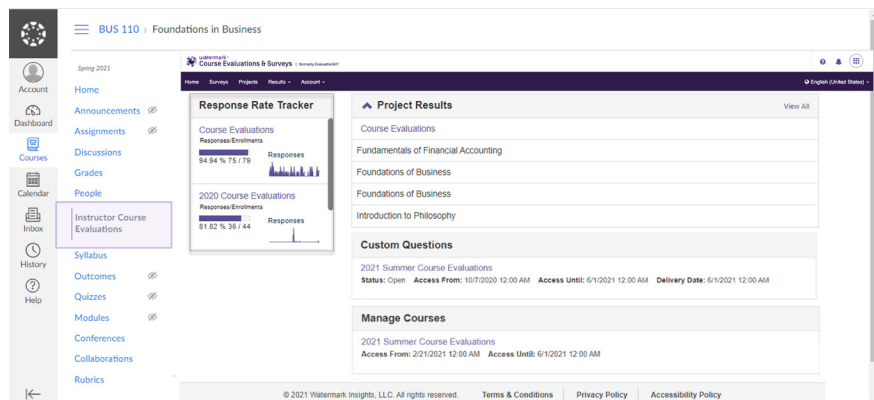 BUS 110 › Foundations in Business
Account
Dashboard
Courses
Calendar
Inbox
History
Help
Spring 2021
Home
Announcements
Assignments
Discussions
Grades
People
Instructor Course
Evaluations
Syllabus
Outcomes
Quizzes
Modules
Conferences
Collaborations
Rubrics
watermark™
Course Evaluations & Surveys | formerly EvaluationKIT
Home Surveys Projects Results Account
English (United States)
Response Rate Tracker
Course Evaluations
Responses/Enrollments
94.94 % 75 / 79
Responses
2020 Course Evaluations
Responses/Enrollments
81.82 % 36 / 44
Responses
Project Results
View All
Course Evaluations
Fundamentals of Financial Accounting
Foundations of Business
Foundations of Business
Introduction to Philosophy
Custom Questions
2021 Summer Course Evaluations
Status: Open Access From: 10/7/2020 12:00 AM Access Until: 6/1/2021 12:00 AM Delivery Date: 6/1/2021 12:00 AM
Manage Courses
2021 Summer Course Evaluations
Access From: 2/21/2021 12:00 AM Access Until: 6/1/2021 12:00 AM
© 2021 Watermark Insights, LLC. All rights reserved. Terms & Conditions | Privacy Policy | Accessibility Policy